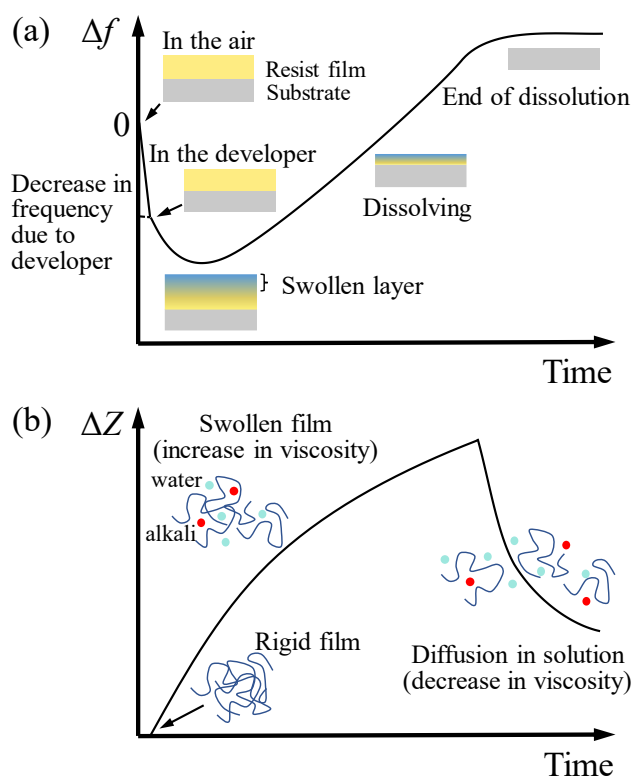 (a)
Δf
In the air
Resist film
Substrate
0
In the developer
Decrease in
frequency
due to
developer
End of dissolution
Dissolving
Swollen layer
Time
(b)
ΔZ
Swollen film
(increase in viscosity)
water
alkali
Rigid film
Diffusion in solution
(decrease in viscosity)
Time